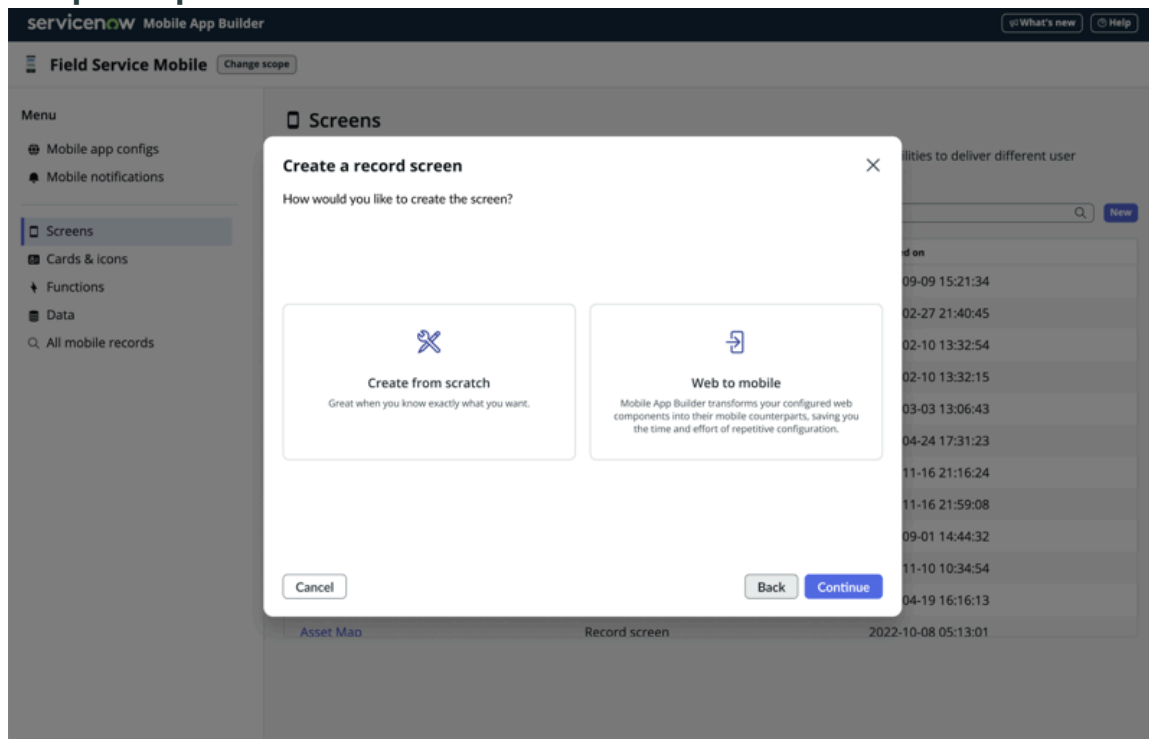 servicenow Mobile App Builder
What's new
Help
Field Service Mobile
Change scope
Menu
Mobile app configs
Mobile notifications
Screens
Cards & icons
Functions
Data
All mobile records
Screens
ilities to deliver different user
New
d on
09-09 15:21:34
02-27 21:40:45
02-10 13:32:54
02-10 13:32:15
03-03 13:06:43
04-24 17:31:23
11-16 21:16:24
11-16 21:59:08
09-01 14:44:32
11-10 10:34:54
04-19 16:16:13
Asset Map
Record screen
2022-10-08 05:13:01
Create a record screen
How would you like to create the screen?
Create from scratch
Great when you know exactly what you want.
Web to mobile
Mobile App Builder transforms your configured web
components into their mobile counterparts, saving you
the time and effort of repetitive configuration.
Cancel
Back
Continue